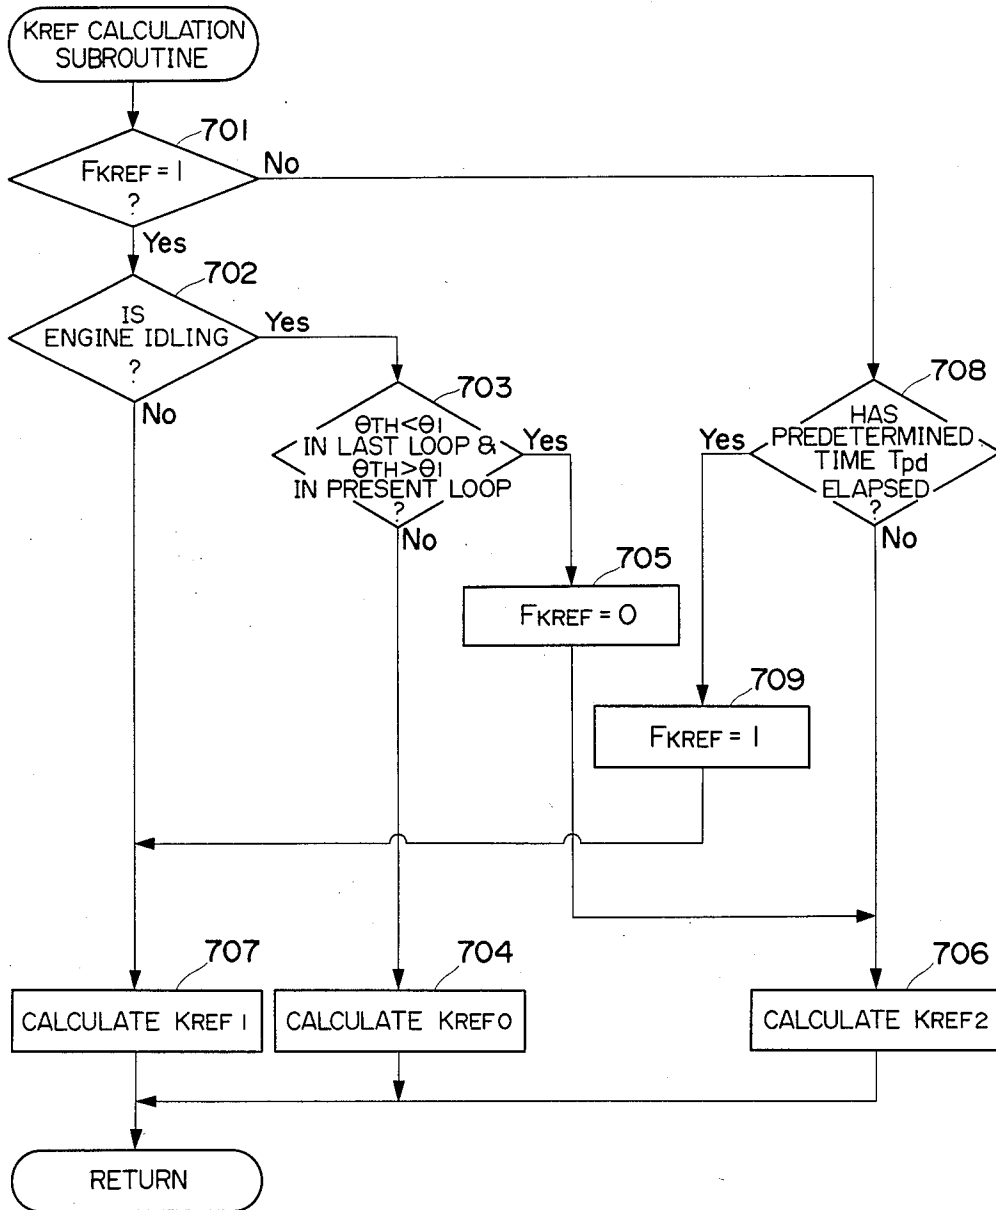 KREF CALCULATION
SUBROUTINE
701
FKREF = 1
?
No
Yes
702
IS
ENGINE IDLING
?
Yes
No
703
θTH<θI
IN LAST LOOP &
θTH>θI
IN PRESENT LOOP
?
Yes
No
708
HAS
PREDETERMINED
TIME Tpd
ELAPSED
?
Yes
No
705
FKREF = 0
709
FKREF = 1
707
CALCULATE KREF1
704
CALCULATE KREF0
706
CALCULATE KREF2
RETURN